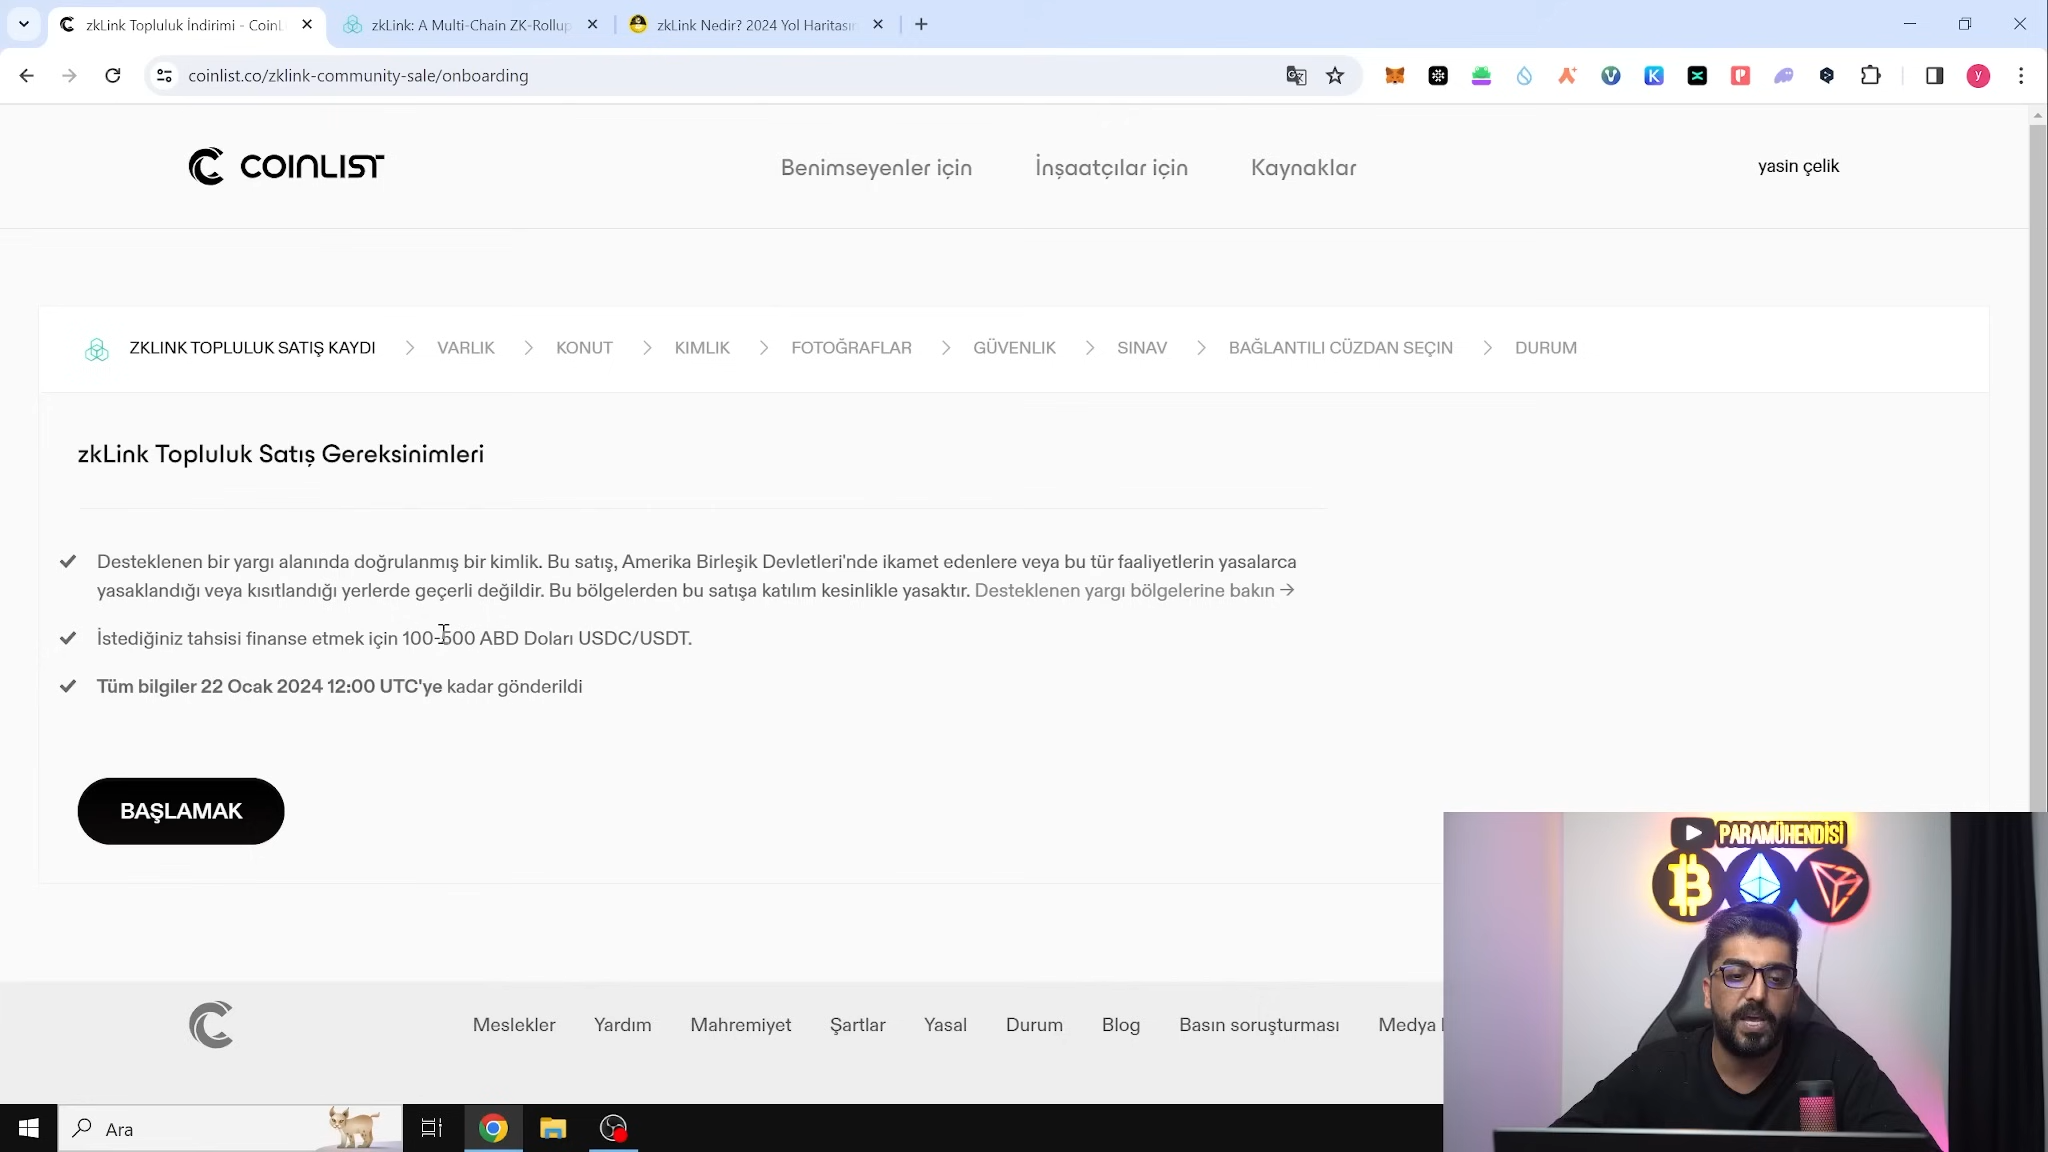 zkLink Topluluk İndirimi - CoinL
zkLink: A Multi-Chain ZK-Rollup
zkLink Nedir? 2024 Yol Haritasın
coinlist.co/zklink-community-sale/onboarding
y
COINLIST
Benimseyenler için
İnşaatçılar için
Kaynaklar
yasin çelik
ZKLINK TOPLULUK SATIŞ KAYDI
VARLIK
KONUT
KIMLIK
FOTOĞRAFLAR
GÜVENLIK
SINAV
BAĞLANTILI CÜZDAN SEÇIN
DURUM
zkLink Topluluk Satış Gereksinimleri
Desteklenen bir yargı alanında doğrulanmış bir kimlik. Bu satış, Amerika Birleşik Devletleri'nde ikamet edenlere veya bu tür faaliyetlerin yasalarca
yasaklandığı veya kısıtlandığı yerlerde geçerli değildir. Bu bölgelerden bu satışa katılım kesinlikle yasaktır. Desteklenen yargı bölgelerine bakın →
İstediğiniz tahsisi finanse etmek için 100-500 ABD Doları USDC/USDT.
Tüm bilgiler 22 Ocak 2024 12:00 UTC'ye kadar gönderildi
BAŞLAMAK
PARAMÜHENDİSİ
Meslekler
Yardım
Mahremiyet
Şartlar
Yasal
Durum
Blog
Basın soruşturması
Medya
Ara